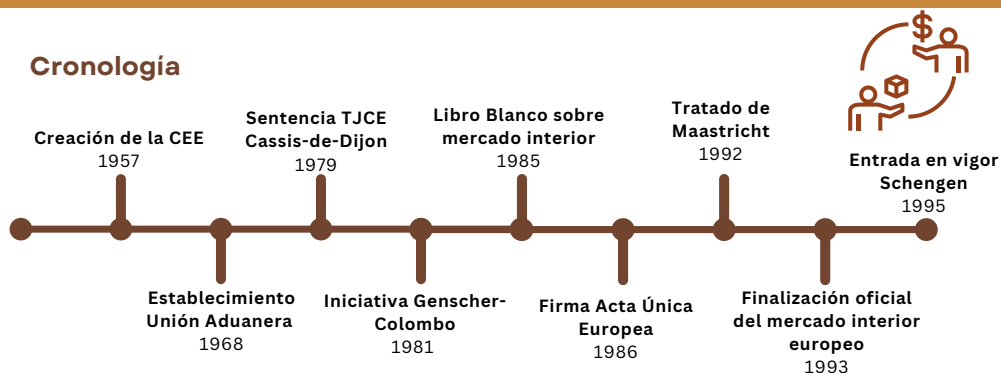 Cronología
Creación de la CEE
1957
Establecimiento
Unión Aduanera
1968
Sentencia TJCE
Cassis-de-Dijon
1979
Iniciativa Genscher-
Colombo
1981
Libro Blanco sobre
mercado interior
1985
Firma Acta Única
Europea
1986
Tratado de
Maastricht
1992
Finalización oficial
del mercado interior
europeo
1993
Entrada en vigor
Schengen
1995
$